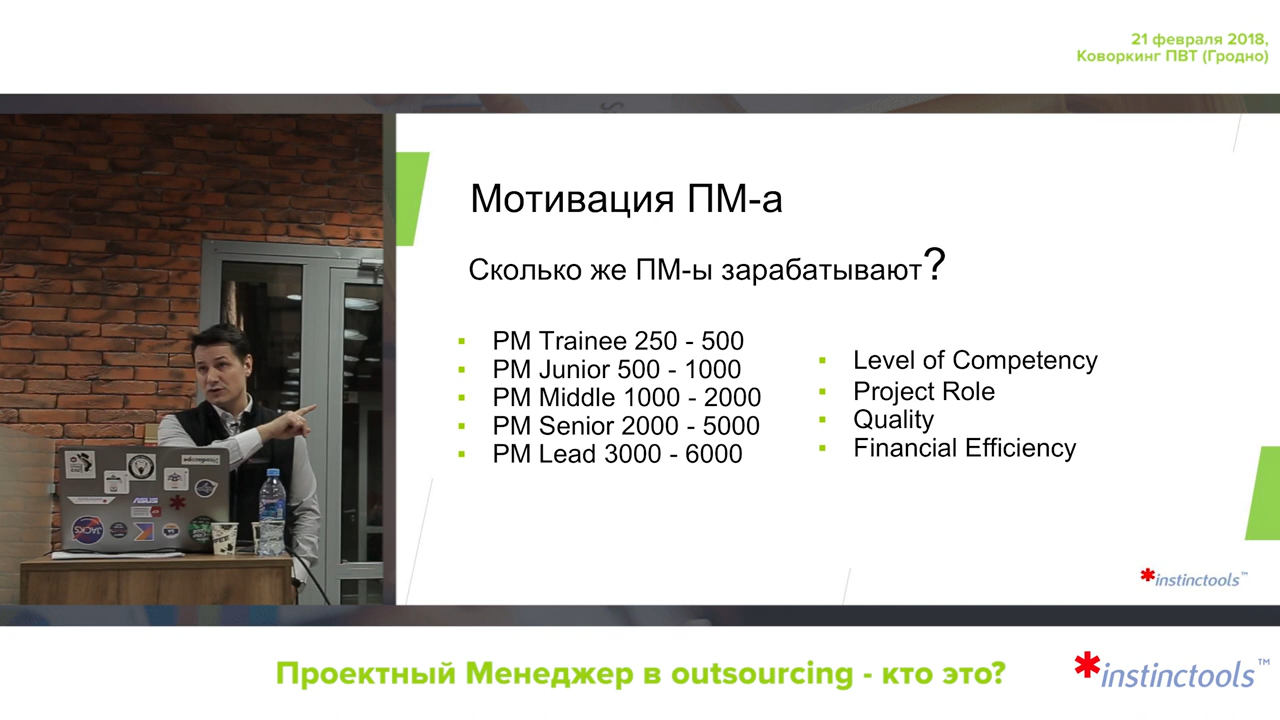 21 февраля 2018,
Коворкинг ПВТ (Гродно)
Мотивация ПМ-а
Сколько же ПМ-ы зарабатывают?
▪ PM Trainee 250 - 500
▪ PM Junior 500 - 1000
▪ PM Middle 1000 - 2000
▪ PM Senior 2000 - 5000
▪ PM Lead 3000 - 6000
▪ Level of Competency
▪ Project Role
▪ Quality
▪ Financial Efficiency
*instinctools™
ASUS
JACKS
Проектный Менеджер в outsourcing - кто это?
*instinctools™